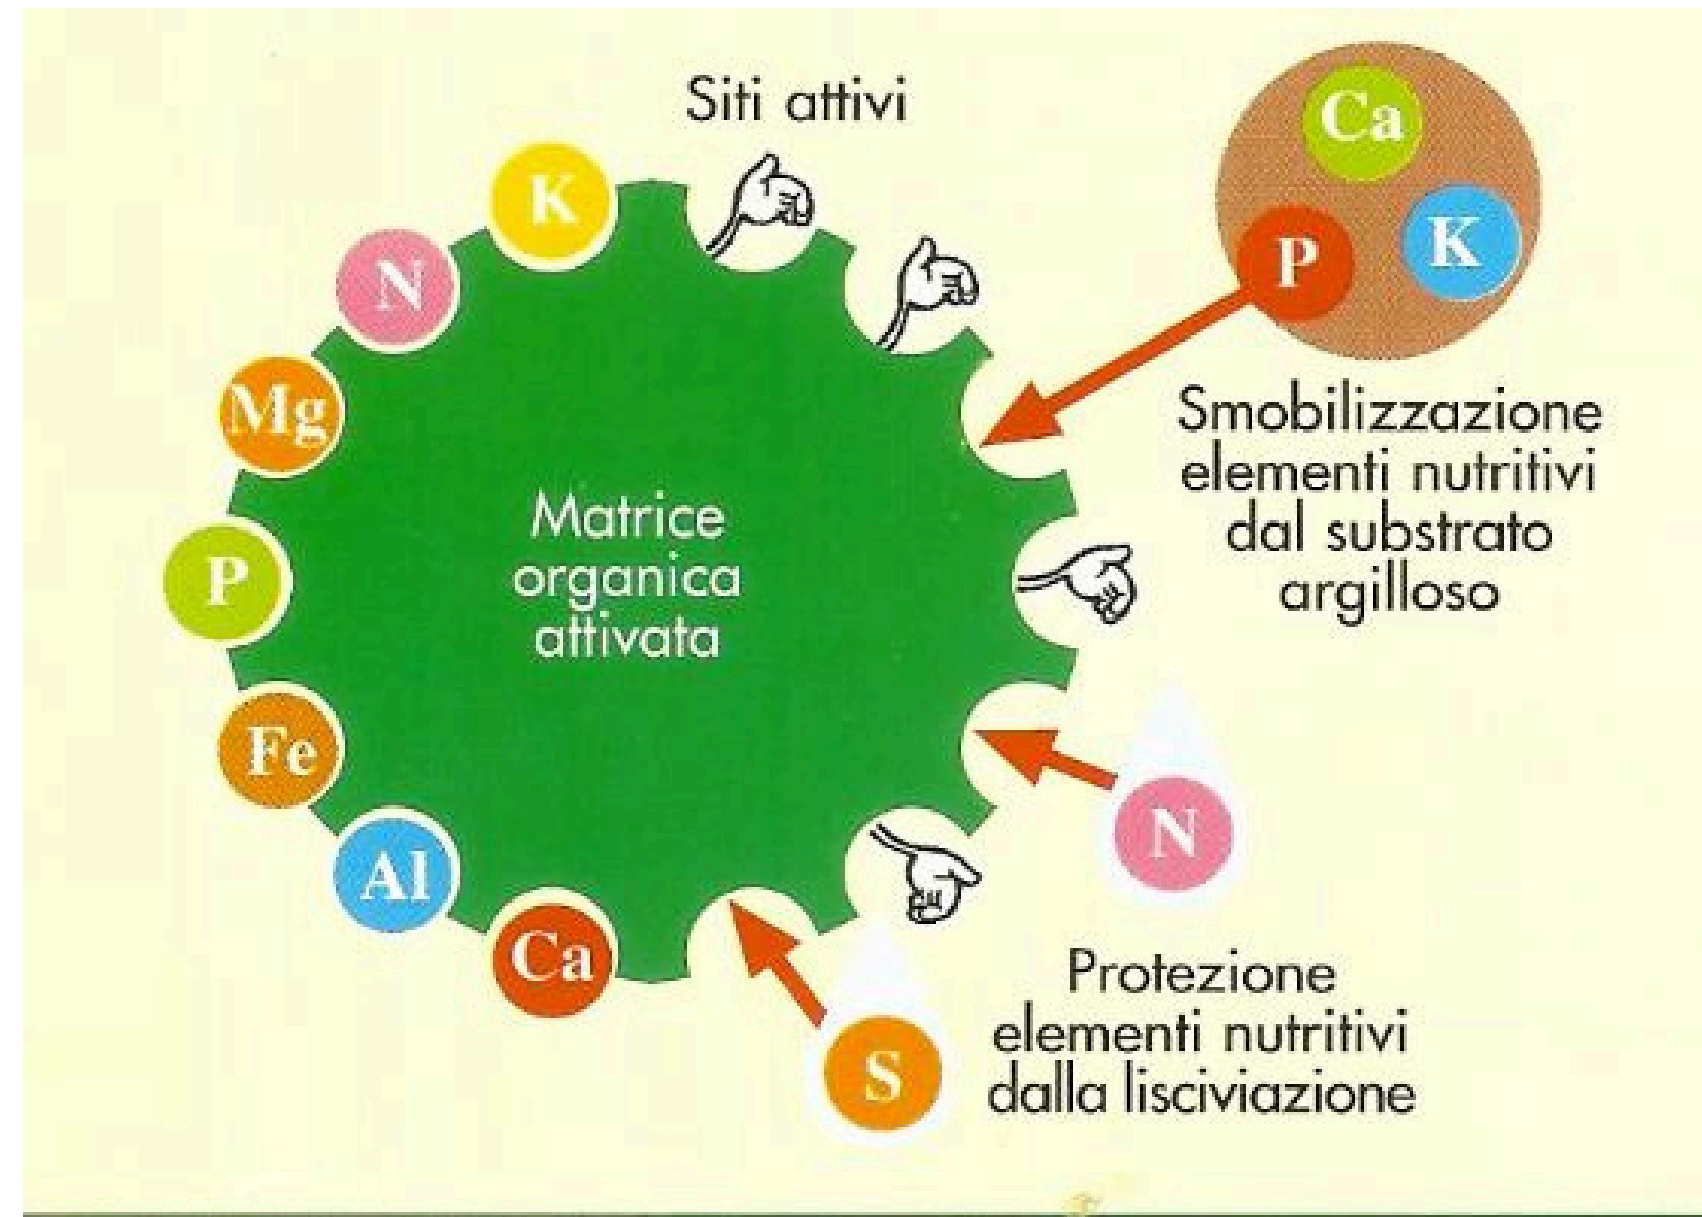 Siti attivi
Ca
K
P
K
N
Mg
P
Fe
Al
Ca
Matrice
organica
attivata
Smobilizzazione
elementi nutritivi
dal substrato
argilloso
N
S
Protezione
elementi nutritivi
dalla lisciviazione